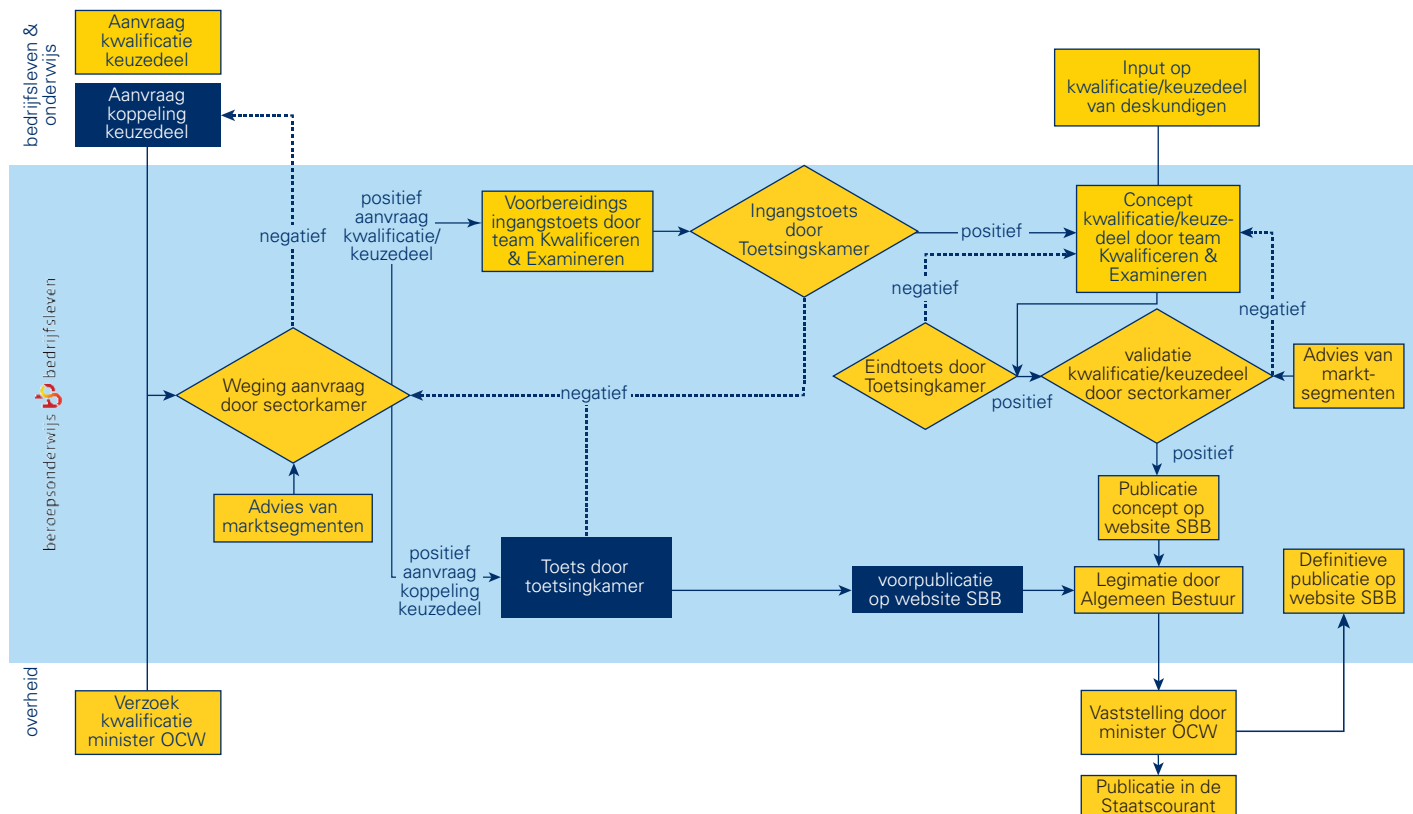 bedrijfsleven &
onderwijs
Aanvraag
kwalificatie
keuzedeel
Aanvraag
koppeling
keuzedeel
Input op
kwalificatie/keuzedeel
van deskundigen
beroepsonderwijs bedrijfsleven
negatief
positief
aanvraag
kwalificatie/
keuzedeel
Voorbereidings
ingangstoets door
team Kwalificeren
& Examineren
Ingangstoets
door
Toetsingskamer
positief
Concept
kwalificatie/keuze-
deel door team
Kwalificeren &
Examineren
negatief
negatief
Weging aanvraag
door sectorkamer
negatief
Eindtoets door
Toetsingkamer
positief
validatie
kwalificatie/keuzedeel
door sectorkamer
Advies van
markt-
segmenten
positief
Advies van
marktsegmenten
Publicatie
concept op
website SBB
positief
aanvraag
koppeling
keuzedeel
Toets door
toetsingkamer
voorpublicatie
op website SBB
Legimatie door
Algemeen Bestuur
Definitieve
publicatie op
website SBB
overheid
Verzoek
kwalificatie
minister OCW
Vaststelling door
minister OCW
Publicatie in de
Staatscourant